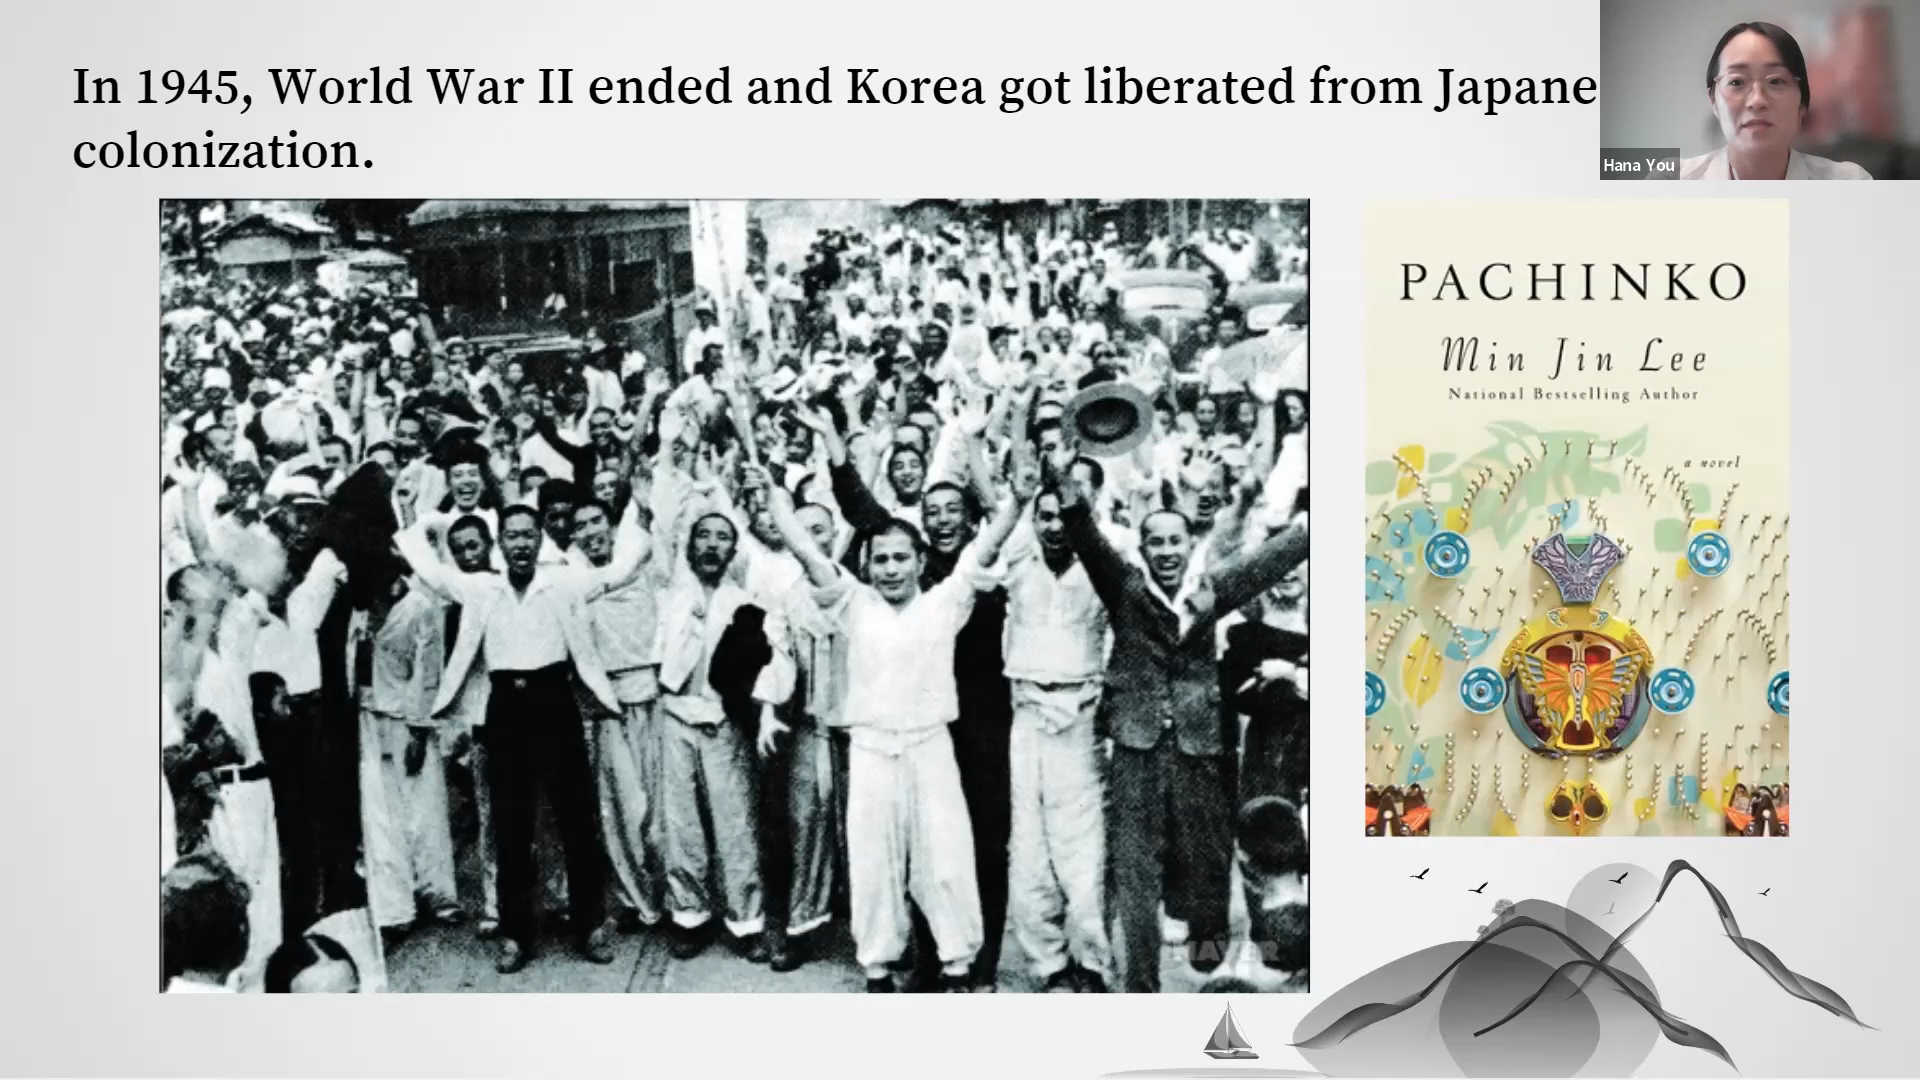 In 1945, World War II ended and Korea got liberated from Japane
colonization.
Hana You
PACHINKO
Min Jin Lee
National Bestselling Author
a novel